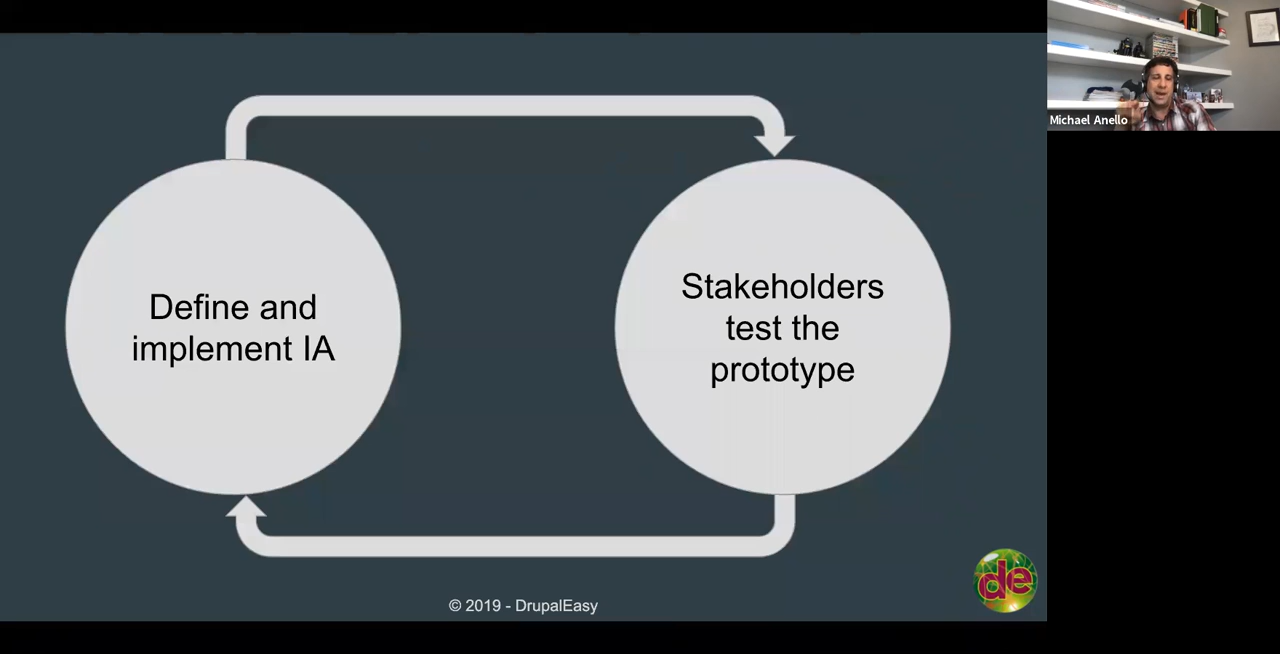 Michael Anello
Define and
implement IA
Stakeholders
test the
prototype
© 2019 - DrupalEasy
de